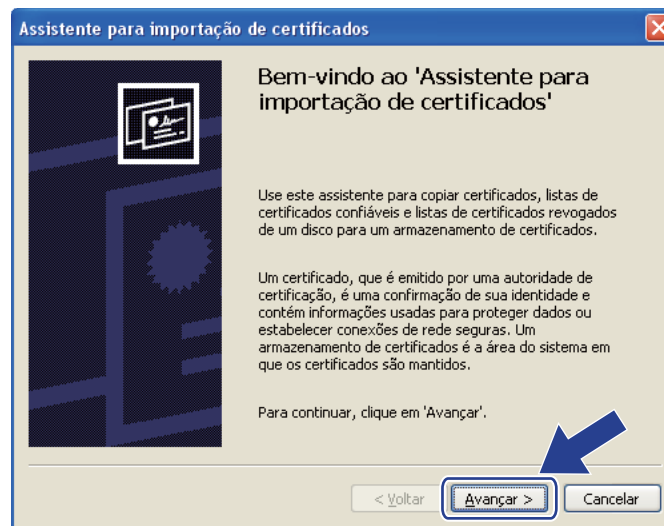 Assistente para importação de certificados
Bem-vindo ao 'Assistente para
importação de certificados'
Use este assistente para copiar certificados, listas de
certificados confiáveis e listas de certificados revogados
de um disco para um armazenamento de certificados.
Um certificado, que é emitido por uma autoridade de
certificação, é uma confirmação de sua identidade e
contém informações usadas para proteger dados ou
estabelecer conexões de rede seguras. Um
armazenamento de certificados é a área do sistema em
que os certificados são mantidos.
Para continuar, clique em 'Avançar'.
< Voltar Avançar > Cancelar